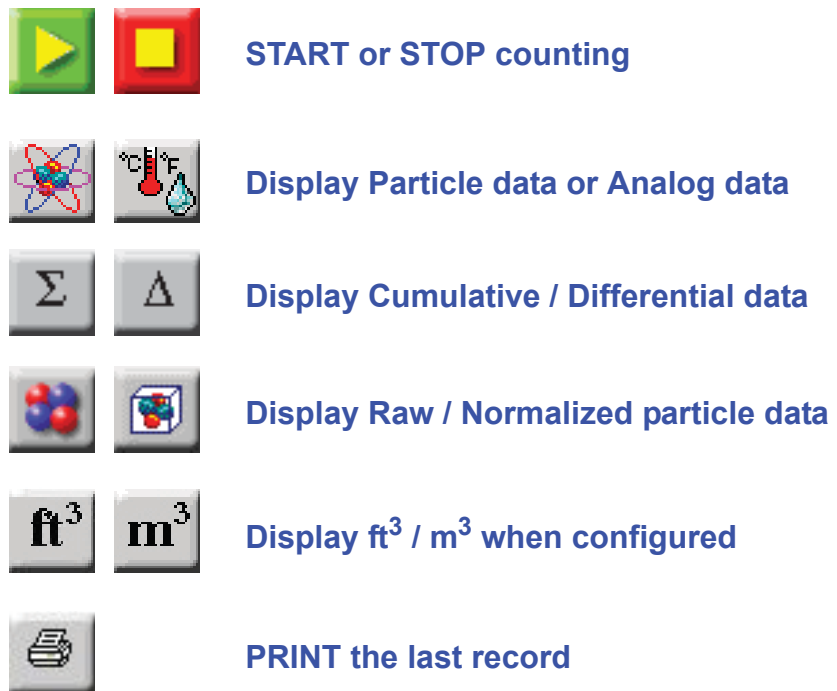 START or STOP counting
°C °F
Display Particle data or Analog data
Σ Δ
Display Cumulative / Differential data
Display Raw / Normalized particle data
ft³ m³
Display ft³ / m³ when configured
PRINT the last record